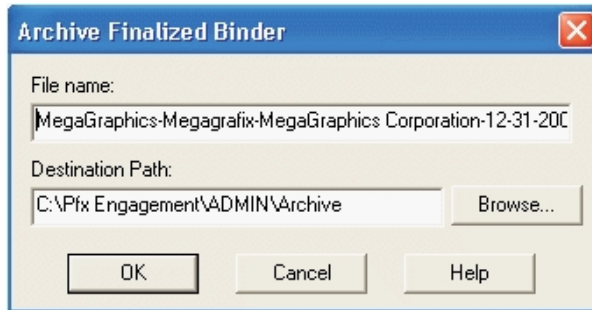 Archive Finalized Binder
File name:
MegaGraphics-Megagrafix-MegaGraphics Corporation-12-31-200
Destination Path:
C:\Pfx Engagement\ADMIN\Archive
Browse...
OK Cancel Help